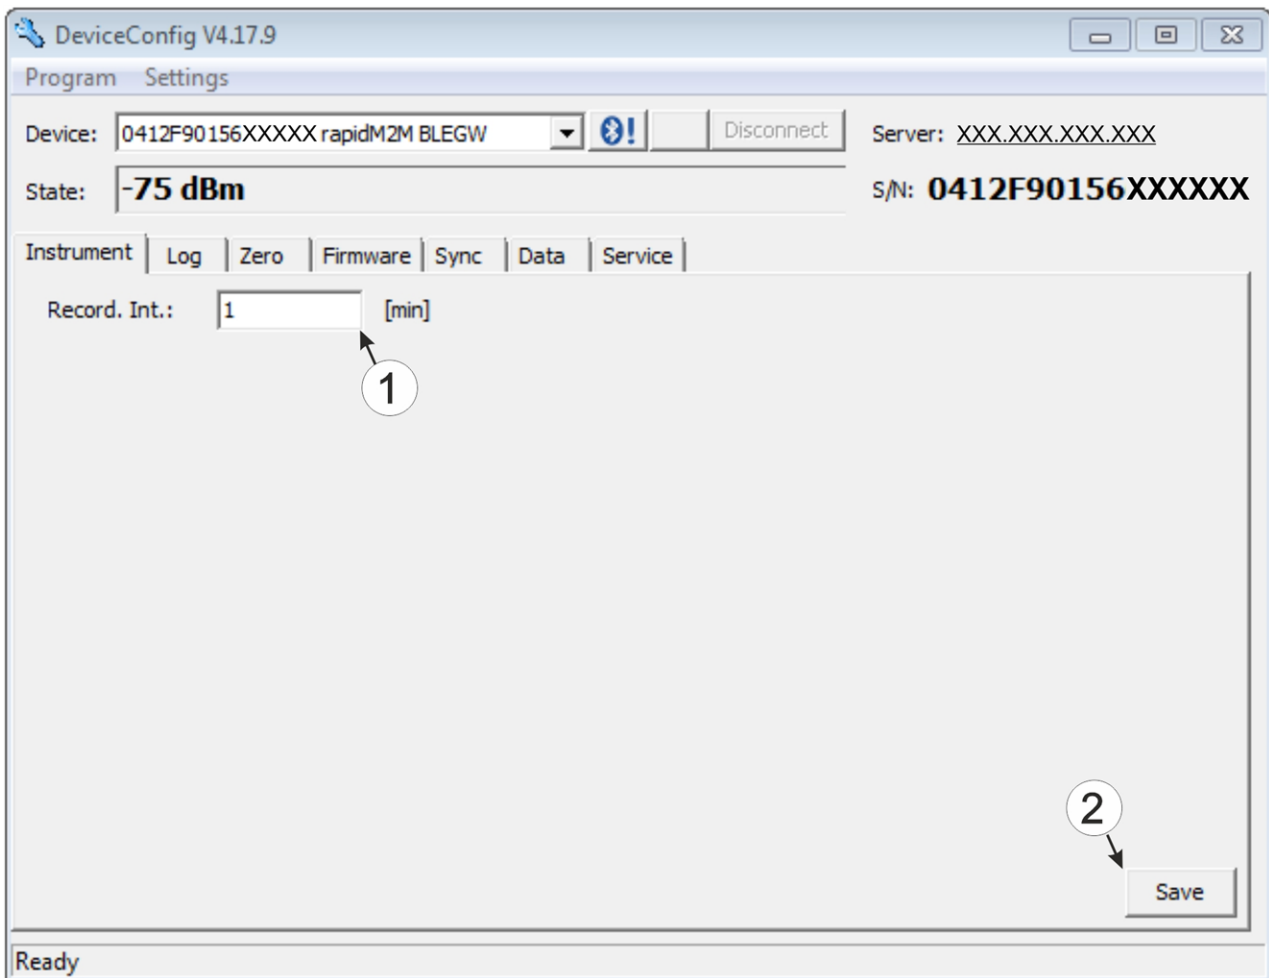 DeviceConfig V4.17.9
Program Settings
Device: 0412F90156XXXXX rapidM2M BLEGW Disconnect Server: XXX.XXX.XXX.XXX
State: -75 dBm S/N: 0412F90156XXXXXX
Instrument Log Zero Firmware Sync Data Service
Record. Int.: 1 [min]
1
2
Save
Ready